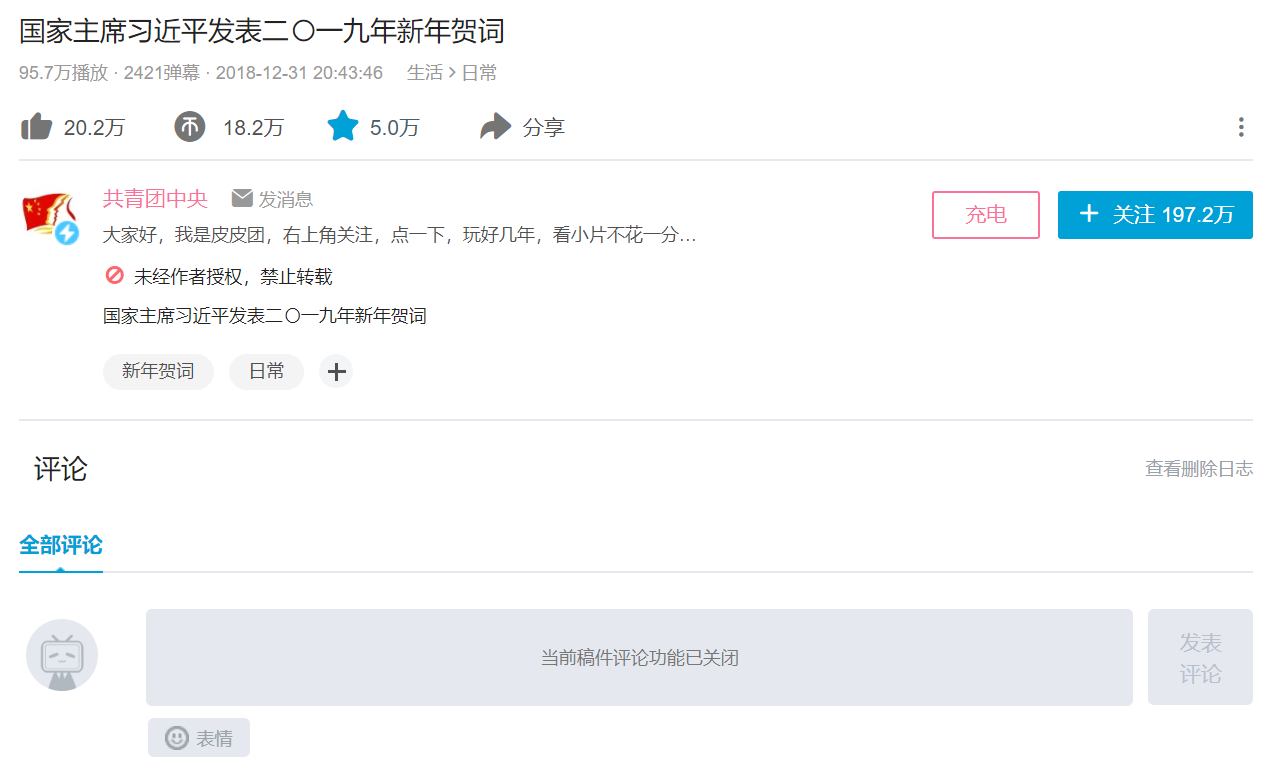 国家主席习近平发表二〇一九年新年贺词
95.7万播放 · 2421弹幕 · 2018-12-31 20:43:46 生活 > 日常
20.2万 18.2万 5.0万 分享
共青团中央 发消息 充电 + 关注 197.2万
大家好，我是皮皮团，右上角关注，点一下，玩好几年，看小片不花一分...
未经作者授权，禁止转载
国家主席习近平发表二〇一九年新年贺词
新年贺词 日常 +
评论 查看删除日志
全部评论
当前稿件评论功能已关闭
发表
评论
表情